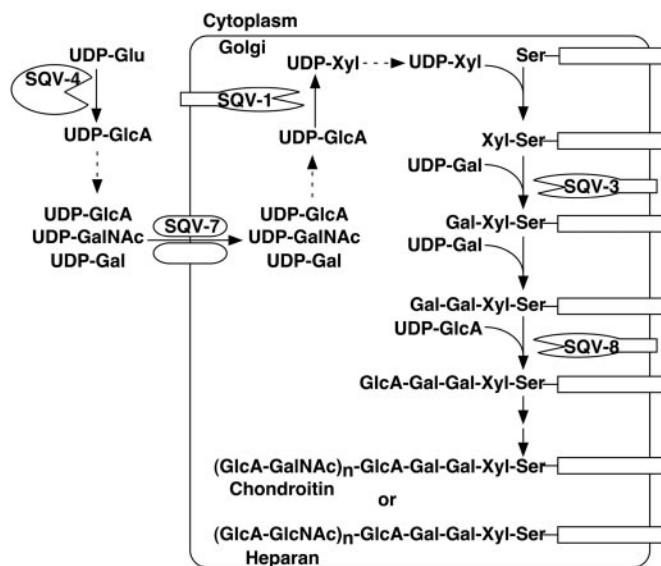 Cytoplasm
Golgi
UDP-Glu
SQV-4
UDP-GlcA
UDP-GlcA
UDP-GalNAc
UDP-Gal
SQV-7
UDP-GlcA
UDP-GalNAc
UDP-Gal
UDP-GlcA
SQV-1
UDP-Xyl
UDP-Xyl
Ser
Xyl-Ser
UDP-Gal
SQV-3
Gal-Xyl-Ser
UDP-Gal
Gal-Gal-Xyl-Ser
UDP-GlcA
SQV-8
GlcA-Gal-Gal-Xyl-Ser
(GlcA-GalNAc)n-GlcA-Gal-Gal-Xyl-Ser
Chondroitin
or
(GlcA-GlcNAc)n-GlcA-Gal-Gal-Xyl-Ser
Heparan